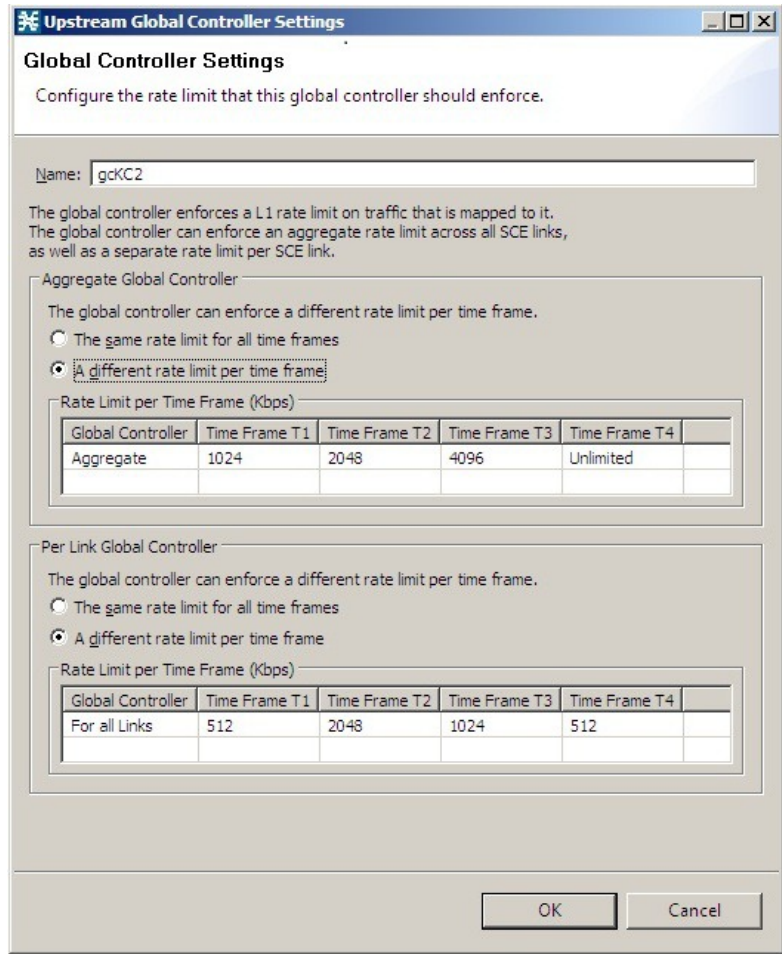 Upstream Global Controller Settings
Global Controller Settings
Configure the rate limit that this global controller should enforce.
Name: gcKC2
The global controller enforces a L1 rate limit on traffic that is mapped to it.
The global controller can enforce an aggregate rate limit across all SCE links,
as well as a separate rate limit per SCE link.
Aggregate Global Controller
The global controller can enforce a different rate limit per time frame.
The same rate limit for all time frames
A different rate limit per time frame
Rate Limit per Time Frame (Kbps)
Global Controller Time Frame T1 Time Frame T2 Time Frame T3 Time Frame T4
Aggregate 1024 2048 4096 Unlimited
Per Link Global Controller
The global controller can enforce a different rate limit per time frame.
The same rate limit for all time frames
A different rate limit per time frame
Rate Limit per Time Frame (Kbps)
Global Controller Time Frame T1 Time Frame T2 Time Frame T3 Time Frame T4
For all Links 512 2048 1024 512
OK Cancel